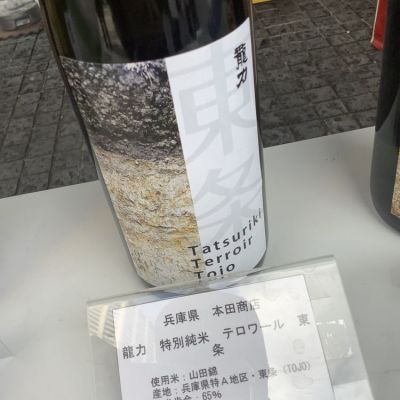 龍力
東条
Tatsuriki
Terroir
Tojo
兵庫県 本田商店
龍力 特別純米 テロワール 東
条
使用米:山田錦
産地:兵庫県特A地区・東条(TOJO)
65%